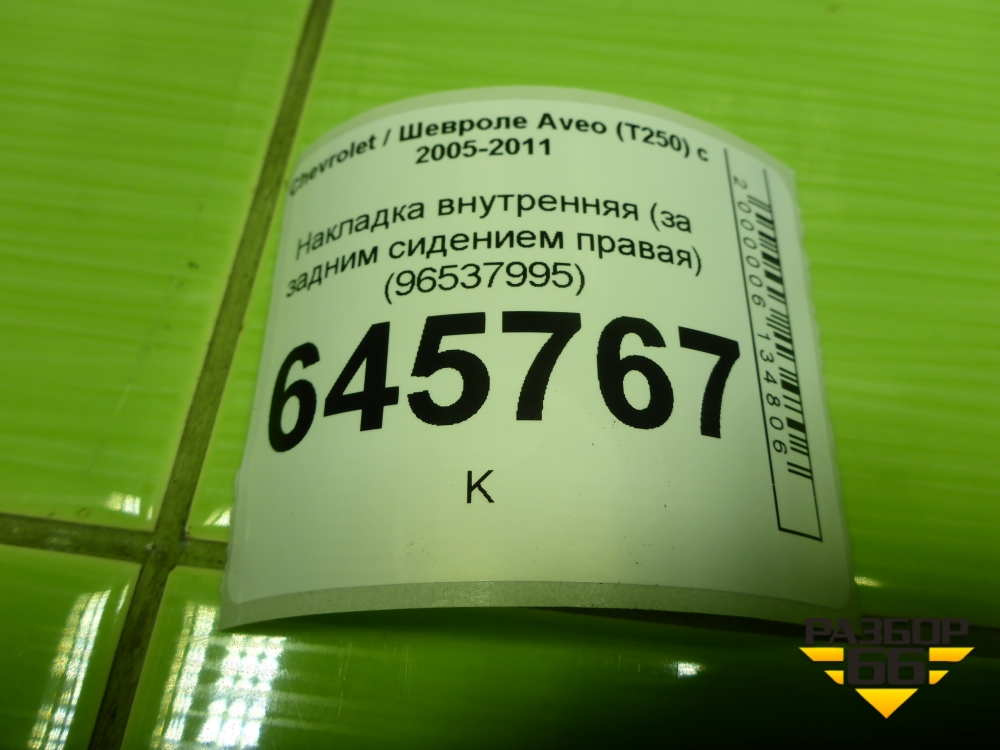 Chevrolet / Шевроле Aveo (T250) с
2005-2011
Накладка внутренняя (за
задним сидением правая)
(96537995)
645767
K
2000006134806
РАЗБОР
66